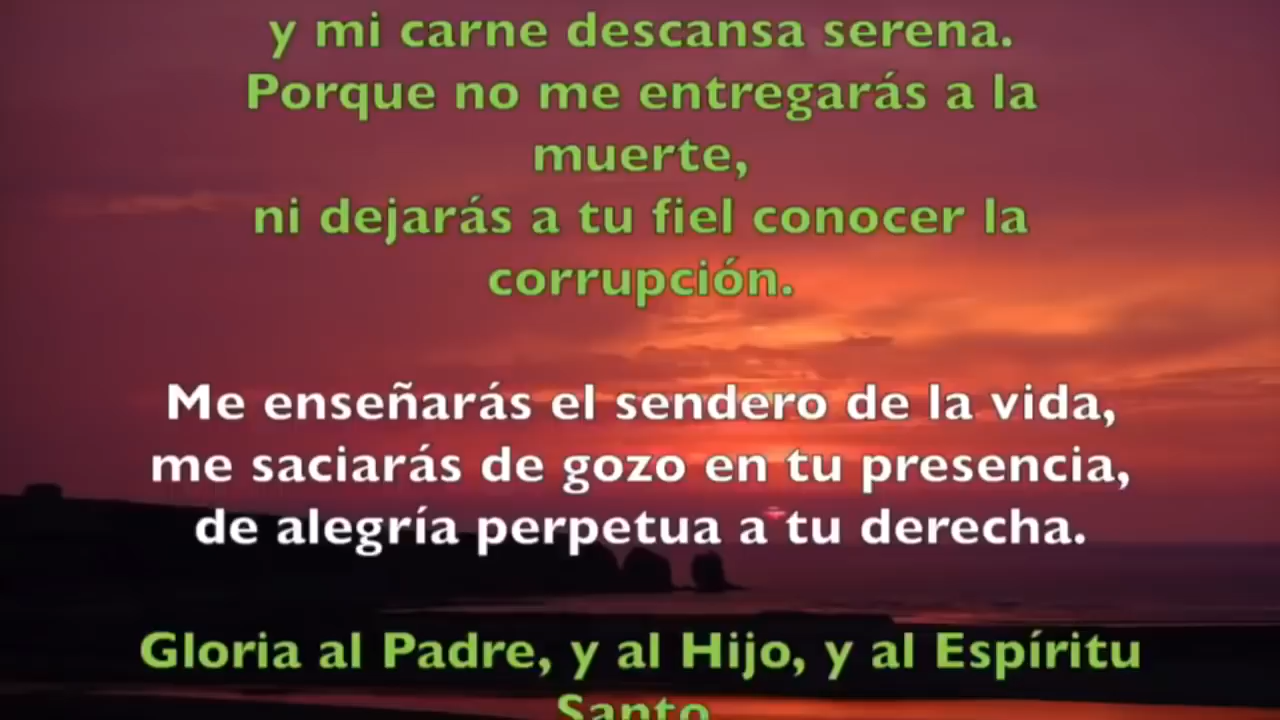 y mi carne descansa serena.
Porque no me entregarás a la
muerte,
ni dejarás a tu fiel conocer la
corrupción.
Me enseñarás el sendero de la vida,
me saciarás de gozo en tu presencia,
de alegría perpetua a tu derecha.
Gloria al Padre, y al Hijo, y al Espíritu
Santo